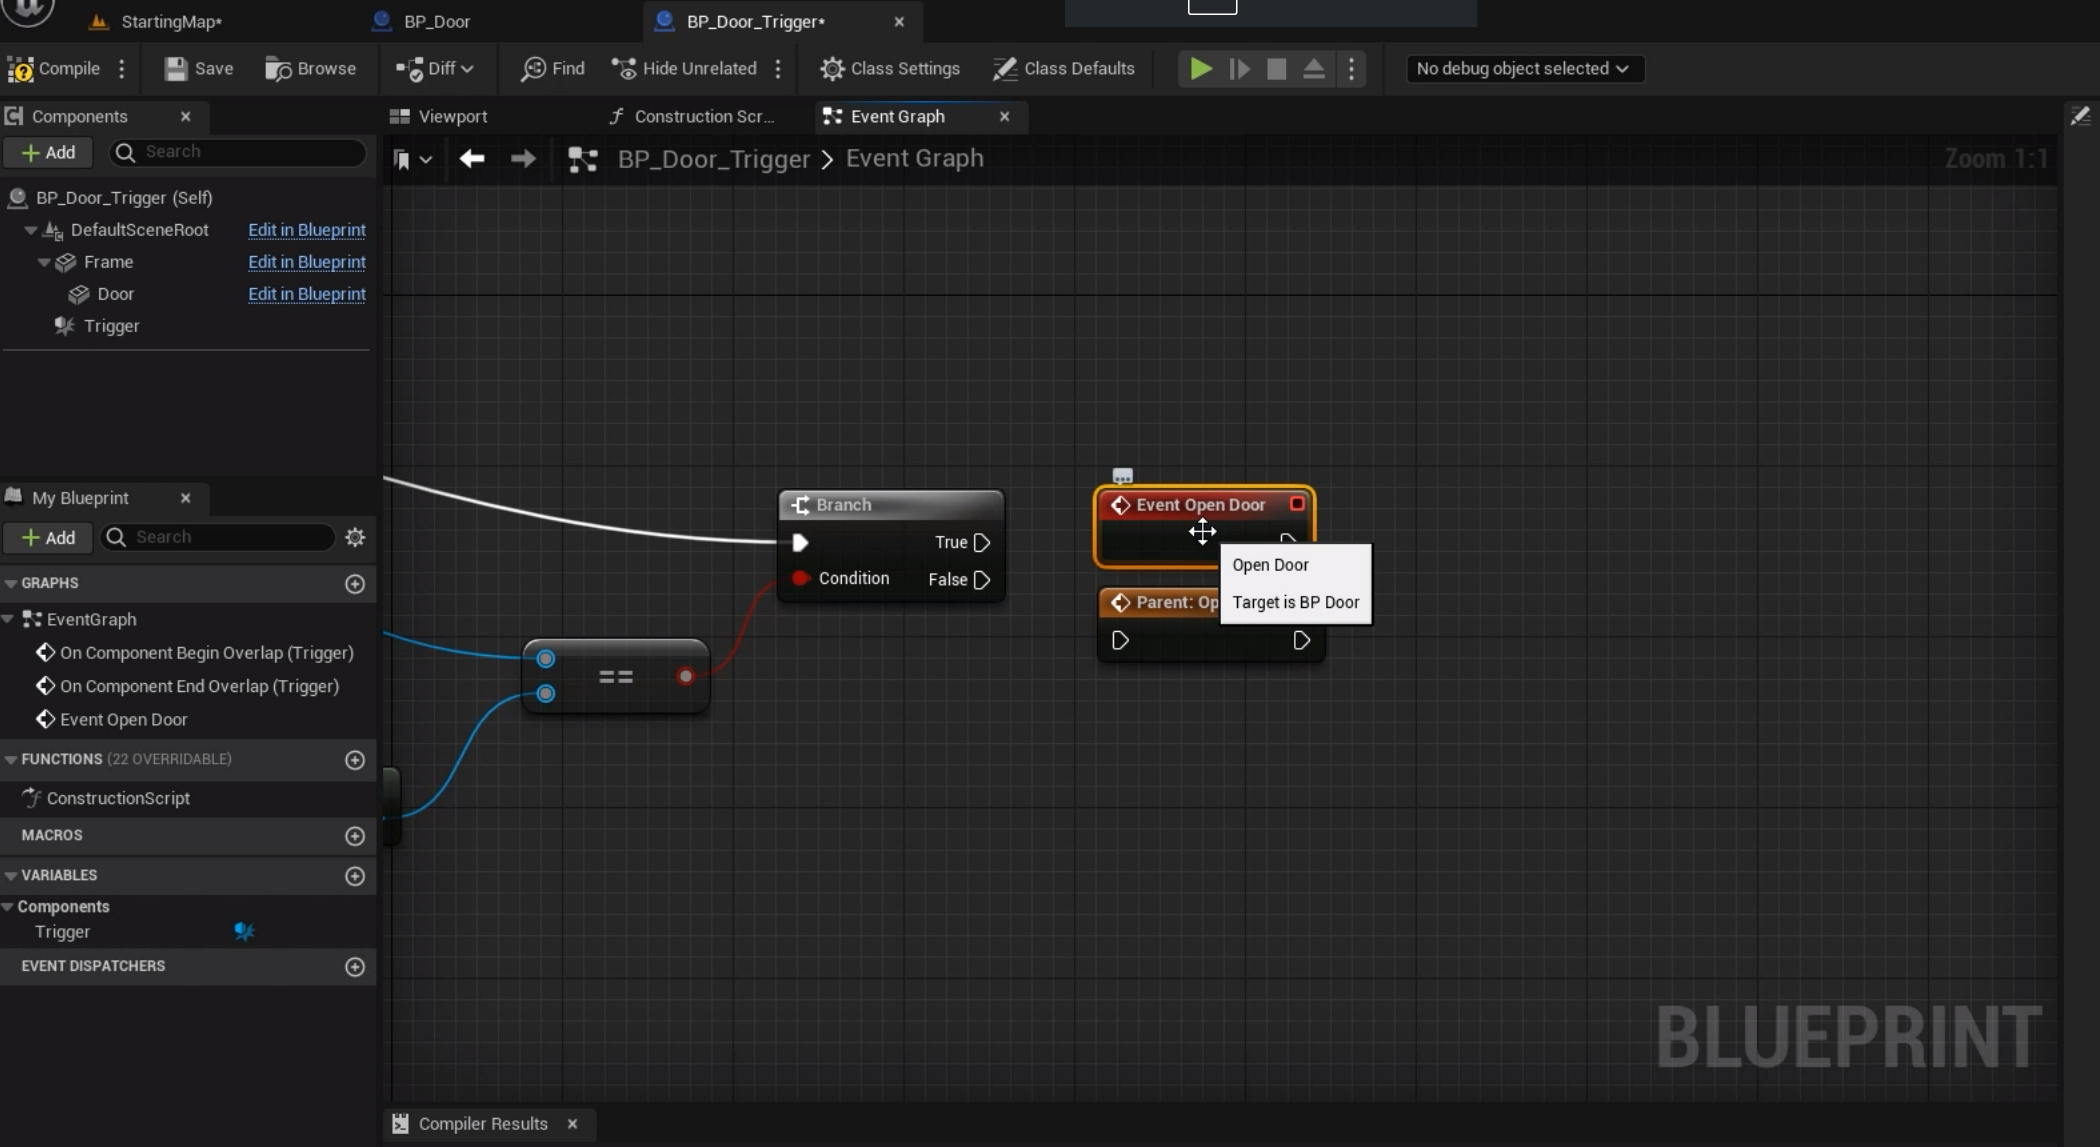 StartingMap*
BP_Door
BP_Door_Trigger*
Compile
Save
Browse
Diff
Find
Hide Unrelated
Class Settings
Class Defaults
No debug object selected
Components
Viewport
Construction Scr...
Event Graph
Add
Search
BP_Door_Trigger > Event Graph
Zoom 1:1
BP_Door_Trigger (Self)
DefaultSceneRoot Edit in Blueprint
Frame Edit in Blueprint
Door Edit in Blueprint
Trigger
My Blueprint
Add
Search
GRAPHS
EventGraph
On Component Begin Overlap (Trigger)
On Component End Overlap (Trigger)
Event Open Door
FUNCTIONS (22 OVERRIDABLE)
ConstructionScript
MACROS
VARIABLES
Components
Trigger
EVENT DISPATCHERS
Branch
True
Condition
False
==
Event Open Door
Open Door
Target is BP Door
Parent: Op
BLUEPRINT
Compiler Results